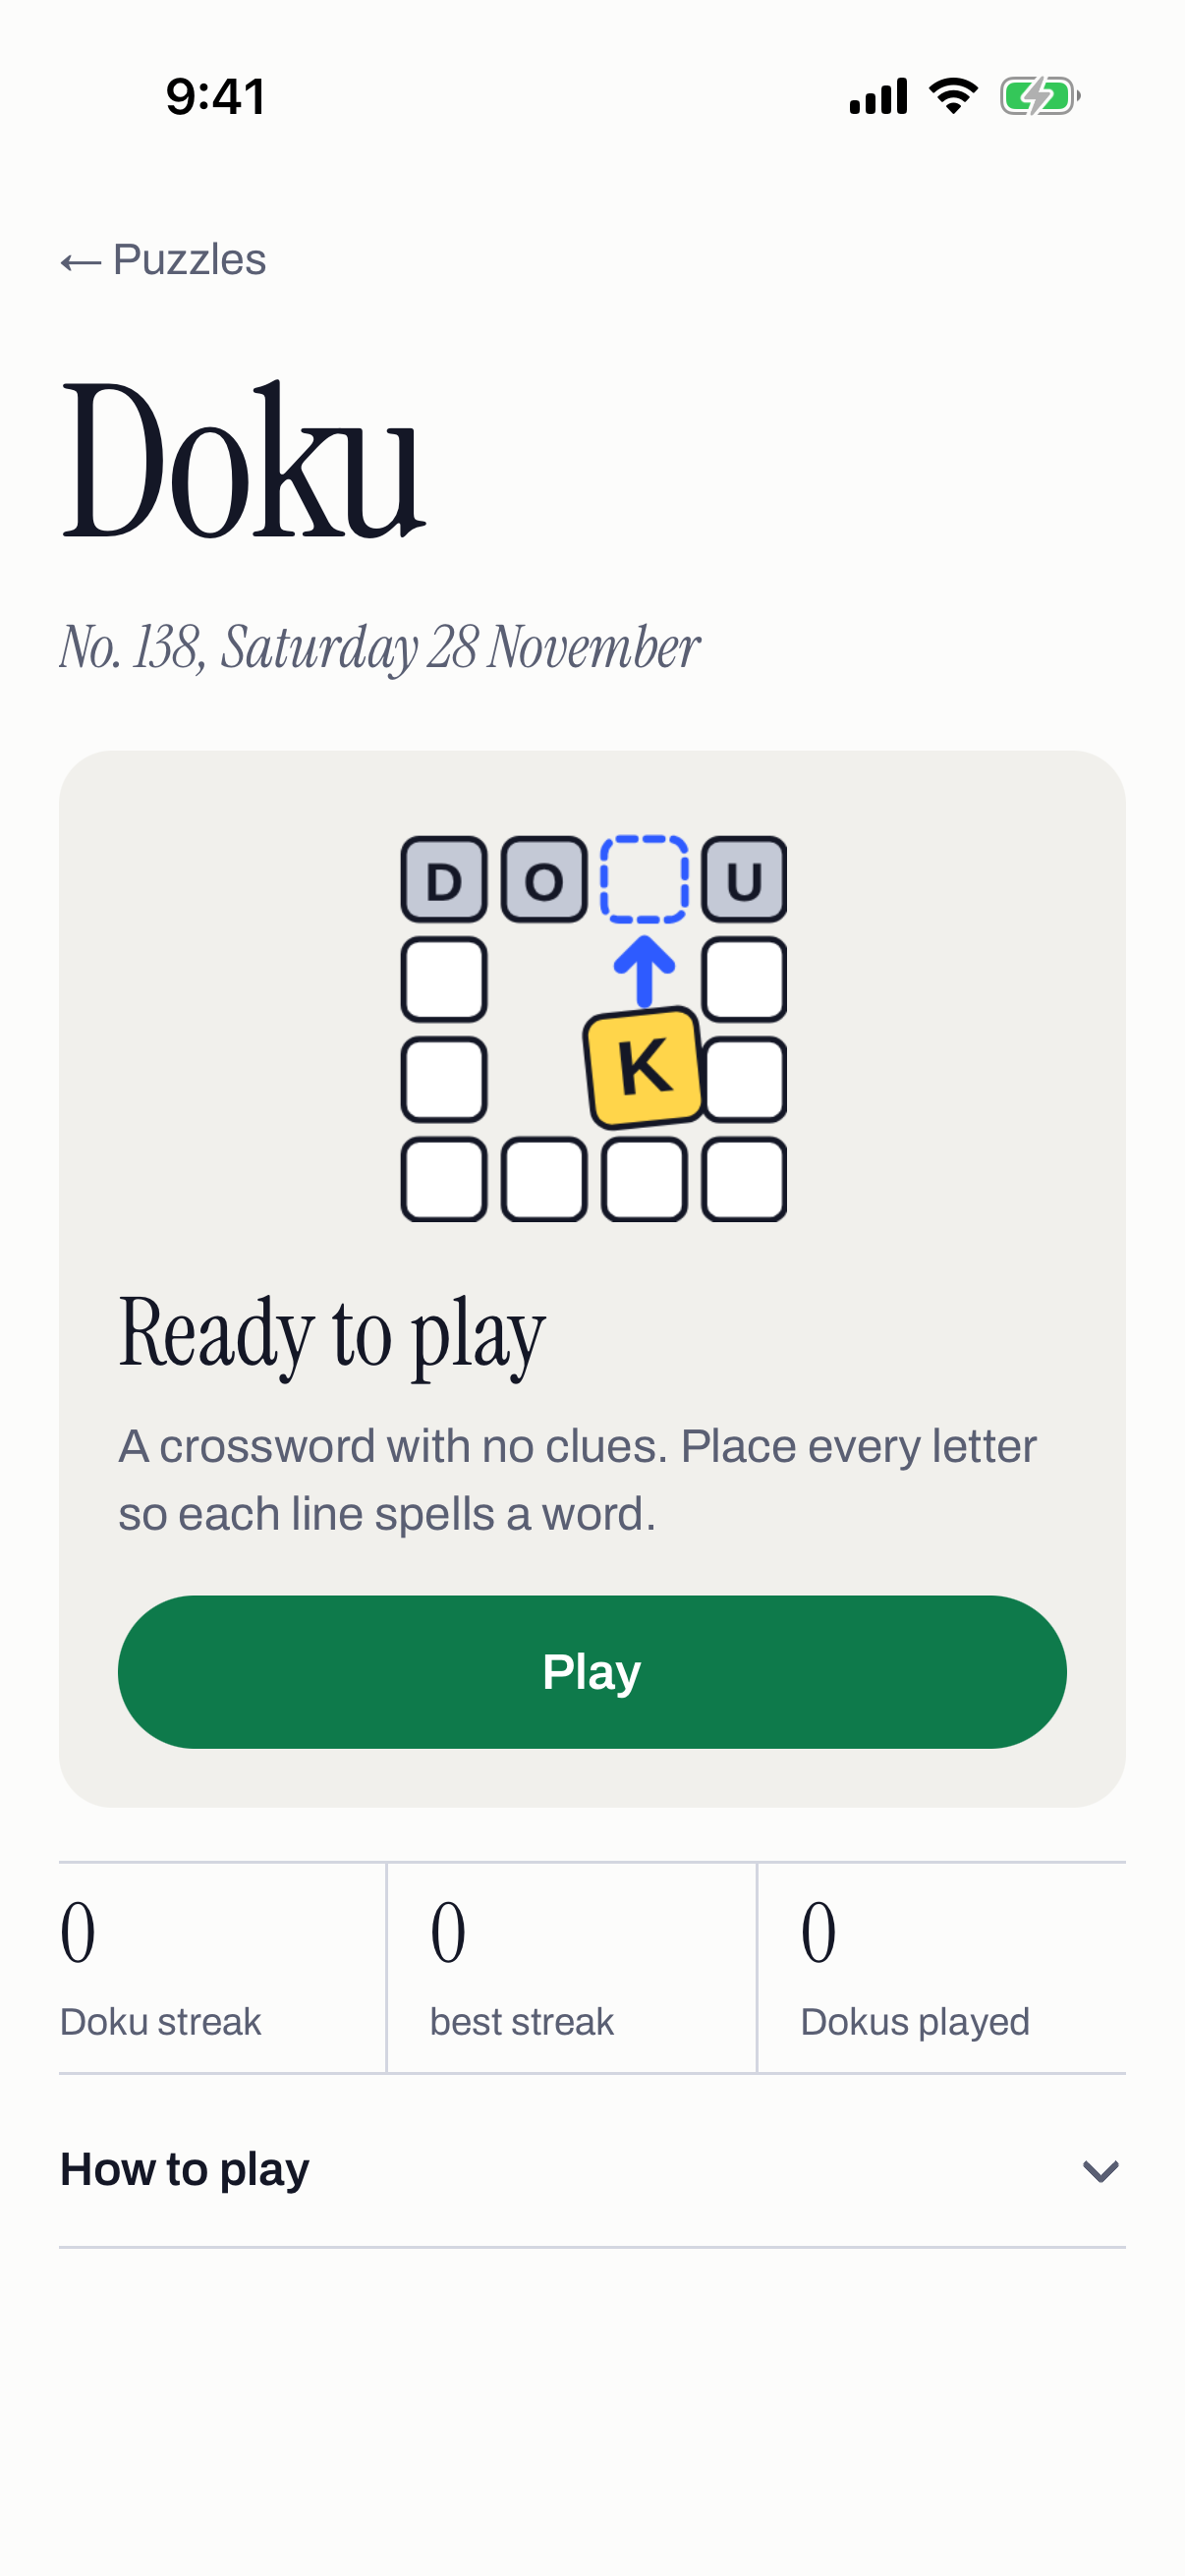 9:41
← Puzzles
Doku
No. 138, Saturday 28 November
D O U
K
Ready to play
A crossword with no clues. Place every letter
so each line spells a word.
Play
0 0 0
Doku streak best streak Dokus played
How to play